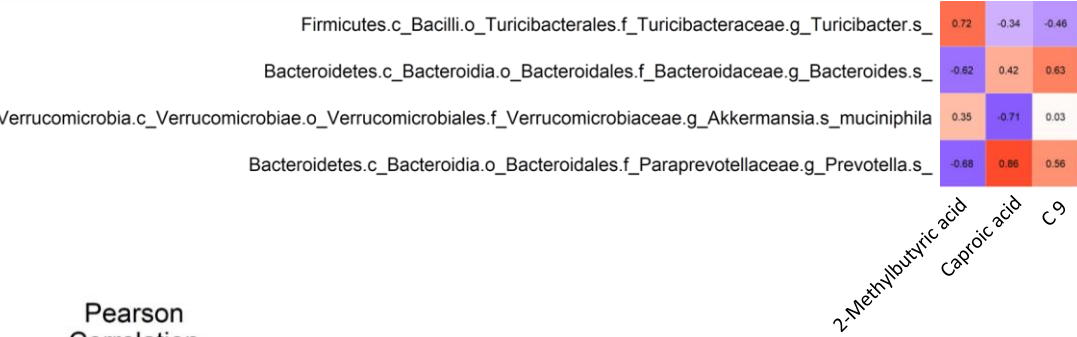 Firmicutes.c_Bacilli.o_Turicibacterales.f_Turicibacteraceae.g_Turicibacter.s_ 0.72 -0.34 -0.46
Bacteroidetes.c_Bacteroidia.o_Bacteroidales.f_Bacteroidaceae.g_Bacteroides.s_ -0.62 0.42 0.63
Verrucomicrobia.c_Verrucomicrobiae.o_Verrucomicrobiales.f_Verrucomicrobiaceae.g_Akkermansia.s_muciniphila 0.35 -0.71 0.03
Bacteroidetes.c_Bacteroidia.o_Bacteroidales.f_Paraprevotellaceae.g_Prevotella.s_ -0.68 0.86 0.56
2-Methylbutyric acid
Caproic acid
C 9
Pearson
Correlation